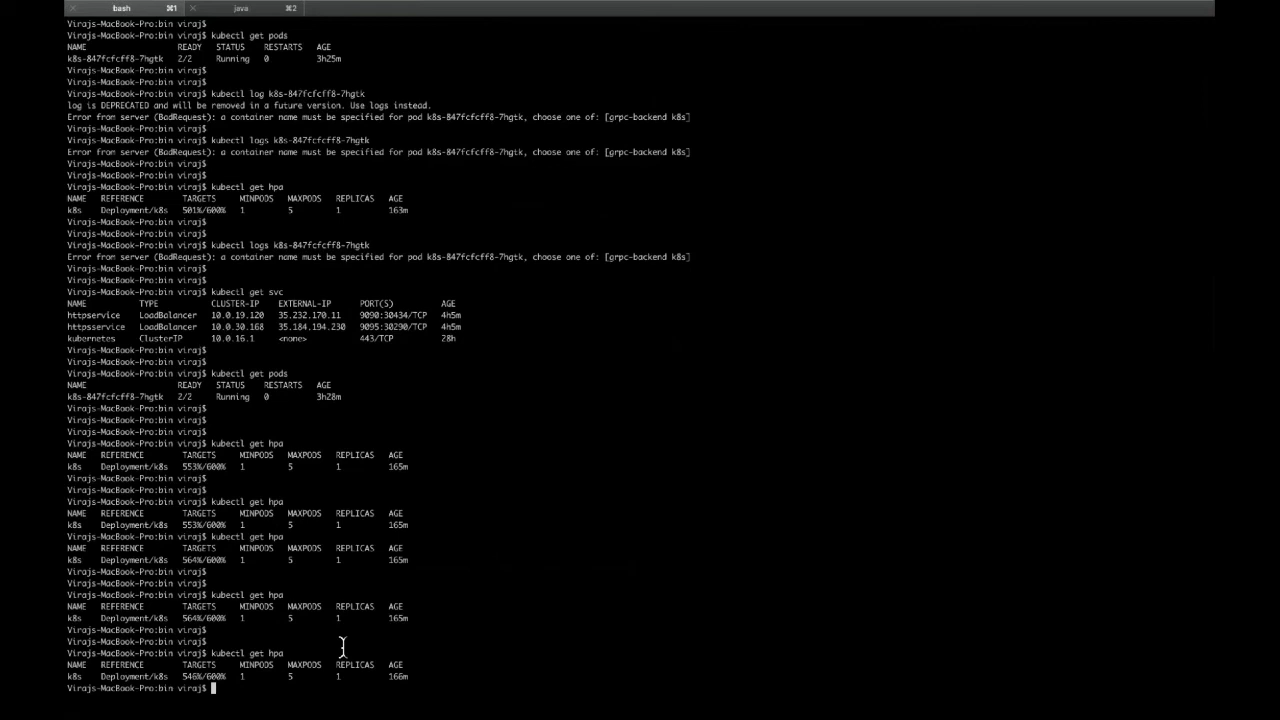 bash ⌘1 java ⌘2
Virajs-MacBook-Pro:bin viraj$
Virajs-MacBook-Pro:bin viraj$ kubectl get pods
NAME READY STATUS RESTARTS AGE
k8s-847fcfcff8-7hgtk 2/2 Running 0 3h25m
Virajs-MacBook-Pro:bin viraj$
Virajs-MacBook-Pro:bin viraj$
Virajs-MacBook-Pro:bin viraj$ kubectl log k8s-847fcfcff8-7hgtk
log is DEPRECATED and will be removed in a future version. Use logs instead.
Error from server (BadRequest): a container name must be specified for pod k8s-847fcfcff8-7hgtk, choose one of: [grpc-backend k8s]
Virajs-MacBook-Pro:bin viraj$
Virajs-MacBook-Pro:bin viraj$ kubectl logs k8s-847fcfcff8-7hgtk
Error from server (BadRequest): a container name must be specified for pod k8s-847fcfcff8-7hgtk, choose one of: [grpc-backend k8s]
Virajs-MacBook-Pro:bin viraj$
Virajs-MacBook-Pro:bin viraj$
Virajs-MacBook-Pro:bin viraj$ kubectl get hpa
NAME REFERENCE TARGETS MINPODS MAXPODS REPLICAS AGE
k8s Deployment/k8s 501%/600% 1 5 1 163m
Virajs-MacBook-Pro:bin viraj$
Virajs-MacBook-Pro:bin viraj$
Virajs-MacBook-Pro:bin viraj$ kubectl logs k8s-847fcfcff8-7hgtk
Error from server (BadRequest): a container name must be specified for pod k8s-847fcfcff8-7hgtk, choose one of: [grpc-backend k8s]
Virajs-MacBook-Pro:bin viraj$
Virajs-MacBook-Pro:bin viraj$
Virajs-MacBook-Pro:bin viraj$ kubectl get svc
NAME TYPE CLUSTER-IP EXTERNAL-IP PORT(S) AGE
httpservice LoadBalancer 10.0.19.120 35.232.170.11 9090:30434/TCP 4h5m
httpsservice LoadBalancer 10.0.30.168 35.184.194.230 9095:30290/TCP 4h5m
kubernetes ClusterIP 10.0.16.1 <none> 443/TCP 28h
Virajs-MacBook-Pro:bin viraj$
Virajs-MacBook-Pro:bin viraj$
Virajs-MacBook-Pro:bin viraj$ kubectl get pods
NAME READY STATUS RESTARTS AGE
k8s-847fcfcff8-7hgtk 2/2 Running 0 3h28m
Virajs-MacBook-Pro:bin viraj$
Virajs-MacBook-Pro:bin viraj$
Virajs-MacBook-Pro:bin viraj$ kubectl get hpa
NAME REFERENCE TARGETS MINPODS MAXPODS REPLICAS AGE
k8s Deployment/k8s 553%/600% 1 5 1 165m
Virajs-MacBook-Pro:bin viraj$
Virajs-MacBook-Pro:bin viraj$
Virajs-MacBook-Pro:bin viraj$ kubectl get hpa
NAME REFERENCE TARGETS MINPODS MAXPODS REPLICAS AGE
k8s Deployment/k8s 553%/600% 1 5 1 165m
Virajs-MacBook-Pro:bin viraj$ kubectl get hpa
NAME REFERENCE TARGETS MINPODS MAXPODS REPLICAS AGE
k8s Deployment/k8s 564%/600% 1 5 1 165m
Virajs-MacBook-Pro:bin viraj$
Virajs-MacBook-Pro:bin viraj$
Virajs-MacBook-Pro:bin viraj$ kubectl get hpa
NAME REFERENCE TARGETS MINPODS MAXPODS REPLICAS AGE
k8s Deployment/k8s 564%/600% 1 5 1 165m
Virajs-MacBook-Pro:bin viraj$
Virajs-MacBook-Pro:bin viraj$
Virajs-MacBook-Pro:bin viraj$ kubectl get hpa
NAME REFERENCE TARGETS MINPODS MAXPODS REPLICAS AGE
k8s Deployment/k8s 546%/600% 1 5 1 166m
Virajs-MacBook-Pro:bin viraj$